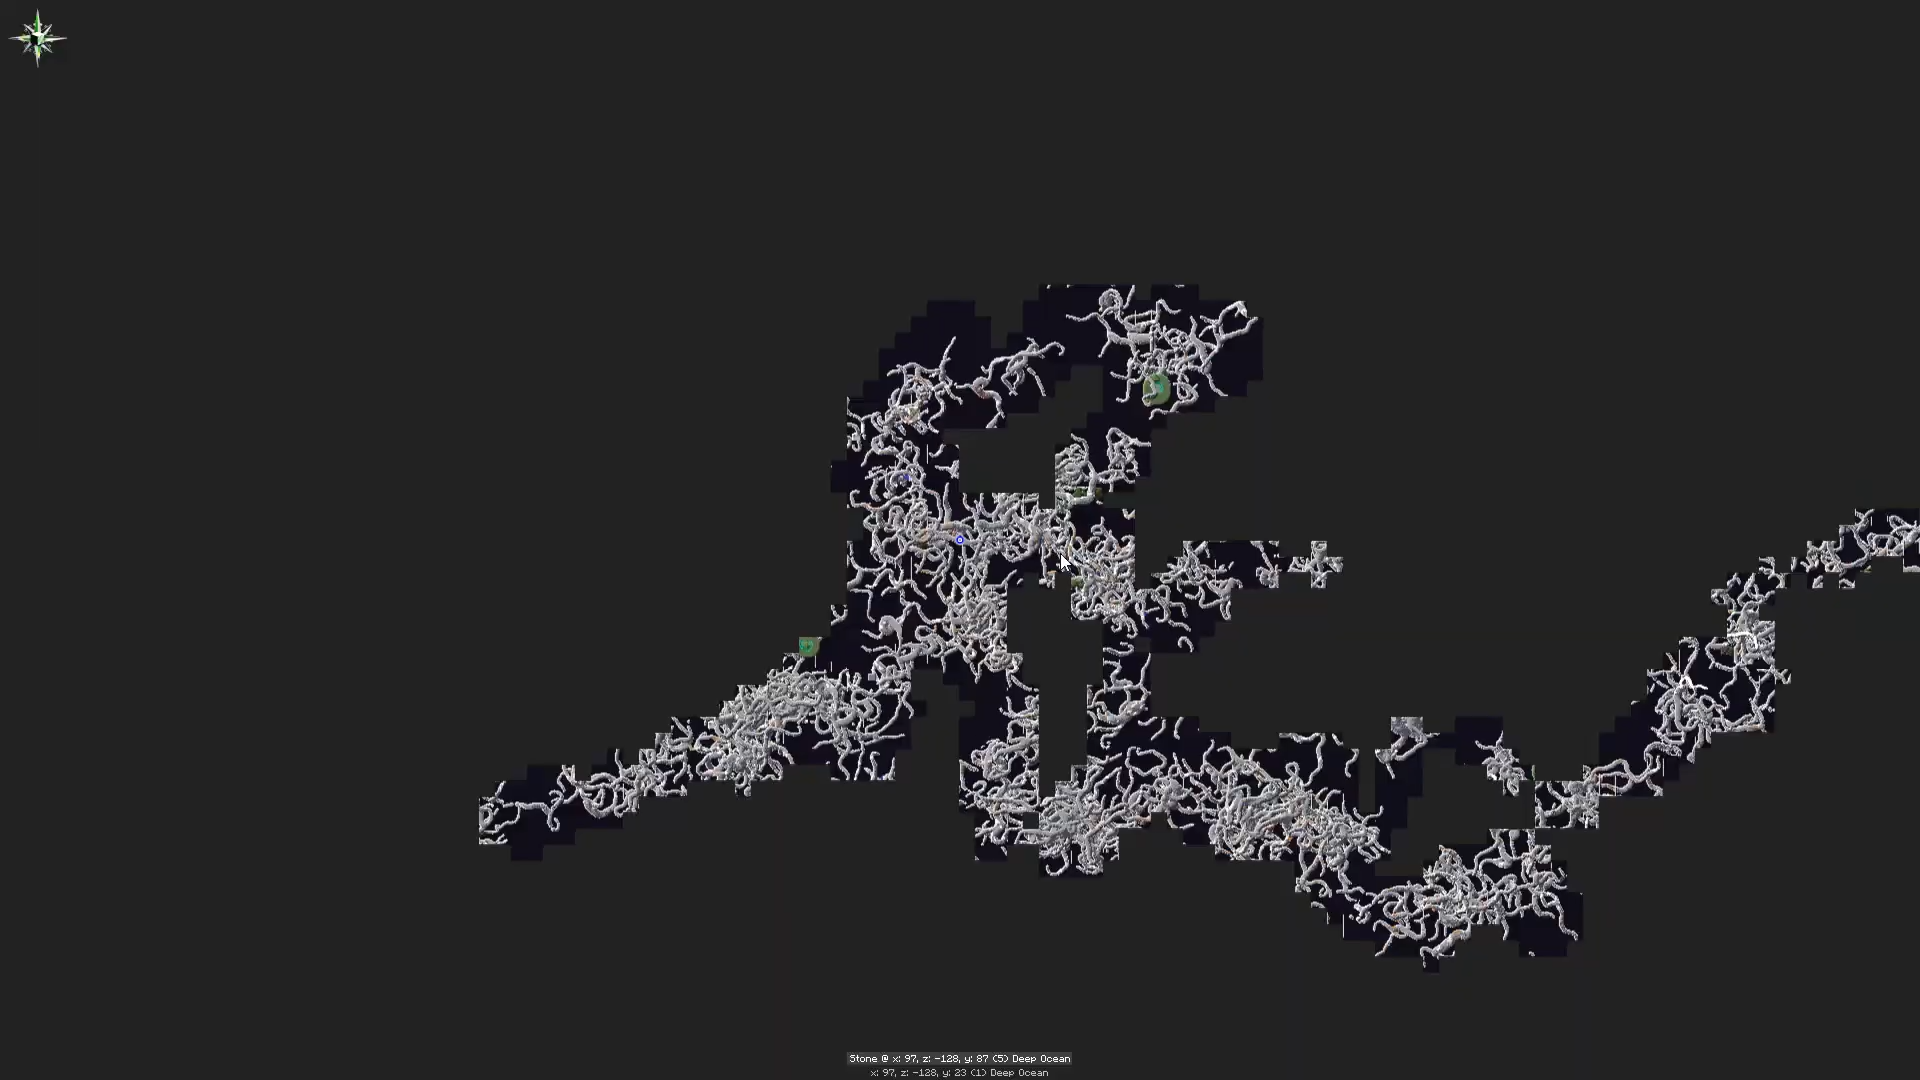 Stone @ x: 97, z: -128, y: 87 (5) Deep Ocean
x: 97, z: -128, y: 23 (1) Deep Ocean